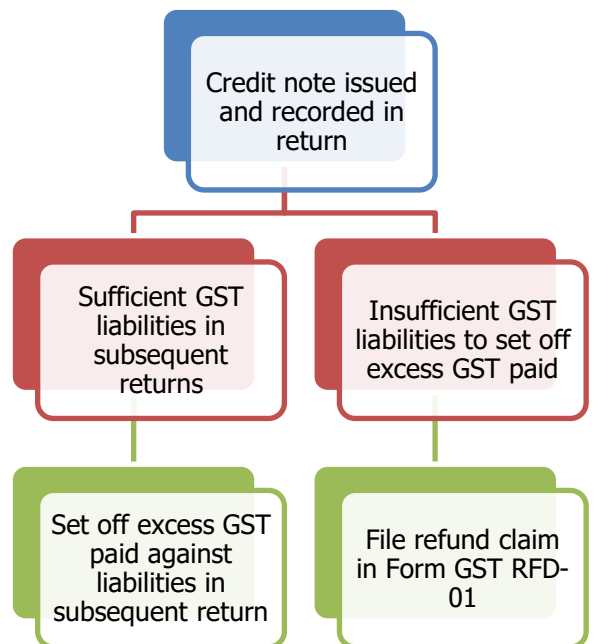 Credit note issued
and recorded in
return
Sufficient GST
liabilities in
subsequent
returns
Insufficient GST
liabilities to set off
excess GST paid
Set off excess GST
paid against
liabilities in
subsequent return
File refund claim
in Form GST RFD-
01